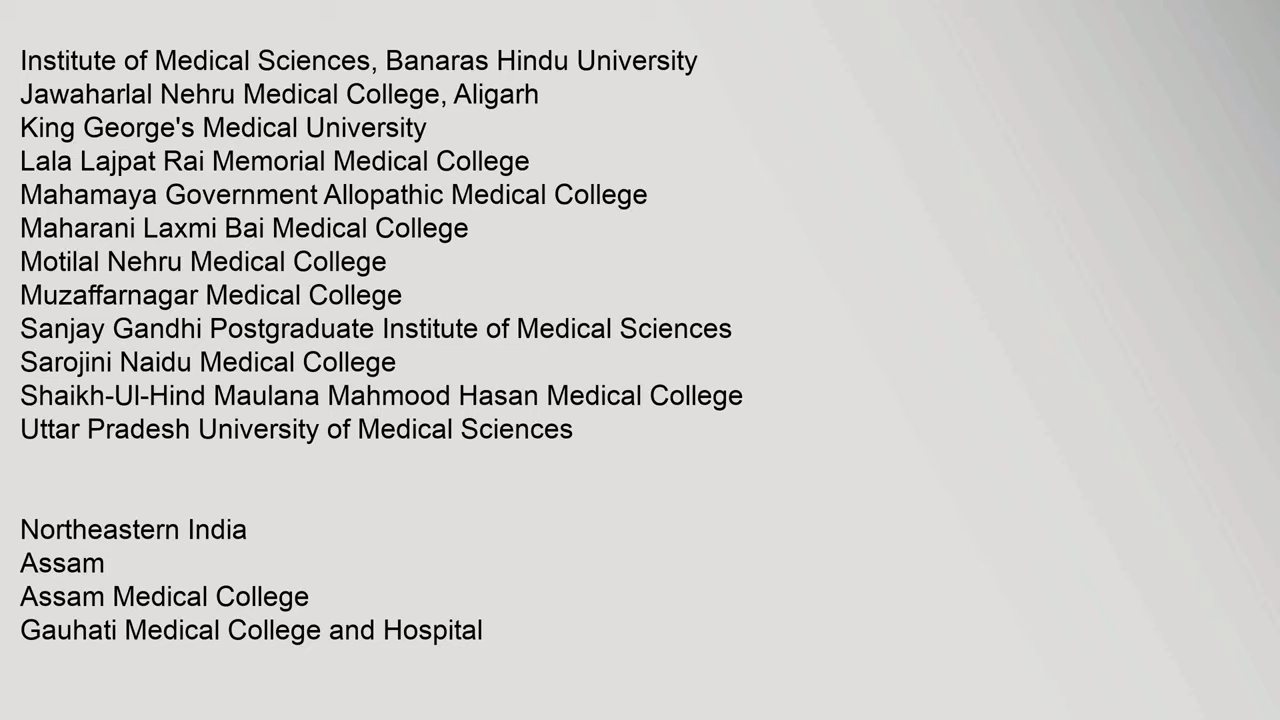 Institute of Medical Sciences, Banaras Hindu University
Jawaharlal Nehru Medical College, Aligarh
King George's Medical University
Lala Lajpat Rai Memorial Medical College
Mahamaya Government Allopathic Medical College
Maharani Laxmi Bai Medical College
Motilal Nehru Medical College
Muzaffarnagar Medical College
Sanjay Gandhi Postgraduate Institute of Medical Sciences
Sarojini Naidu Medical College
Shaikh-Ul-Hind Maulana Mahmood Hasan Medical College
Uttar Pradesh University of Medical Sciences
Northeastern India
Assam
Assam Medical College
Gauhati Medical College and Hospital